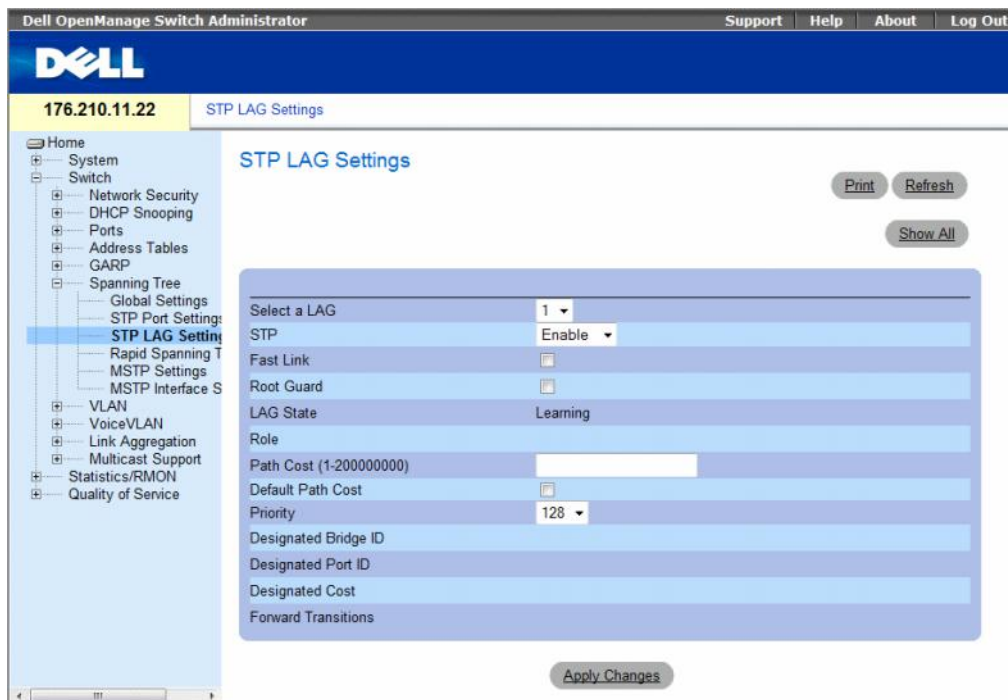 Dell OpenManage Switch Administrator
Support Help About Log Out
DELL
176.210.11.22
STP LAG Settings
Home
System
Switch
Network Security
DHCP Snooping
Ports
Address Tables
GARP
Spanning Tree
Global Settings
STP Port Settings
STP LAG Setting
Rapid Spanning T
MSTP Settings
MSTP Interface S
VLAN
VoiceVLAN
Link Aggregation
Multicast Support
Statistics/RMON
Quality of Service
STP LAG Settings
Print Refresh
Show All
Select a LAG 1
STP Enable
Fast Link
Root Guard
LAG State Learning
Role
Path Cost (1-200000000)
Default Path Cost
Priority 128
Designated Bridge ID
Designated Port ID
Designated Cost
Forward Transitions
Apply Changes